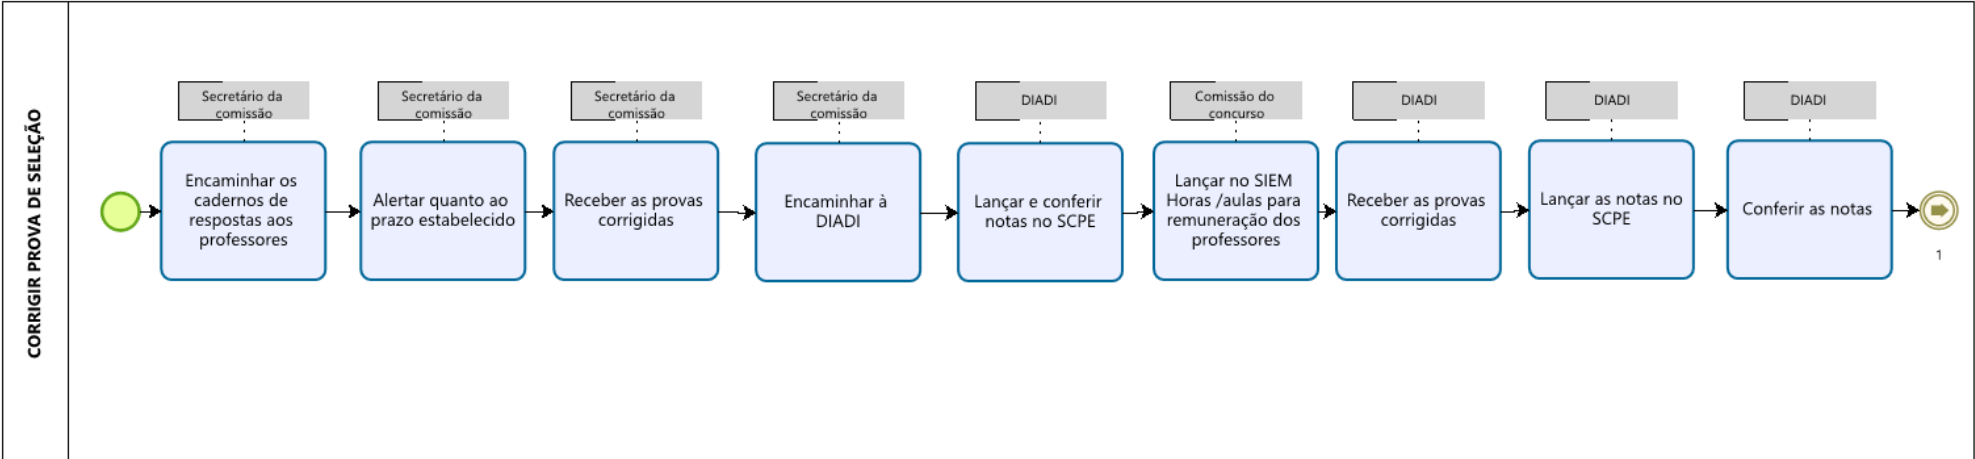 CORRIGIR PROVA DE SELEÇÃO
Secretário da
comissão
Encaminhar os
cadernos de
respostas aos
professores
Secretário da
comissão
Alertar quanto ao
prazo estabelecido
Secretário da
comissão
Receber as provas
corrigidas
Secretário da
comissão
Encaminhar à
DIADI
DIADI
Lançar e conferir
notas no SCPE
Comissão do
concurso
Lançar no SIEM
Horas /aulas para
remuneração dos
professores
DIADI
Receber as provas
corrigidas
DIADI
Lançar as notas no
SCPE
DIADI
Conferir as notas
1